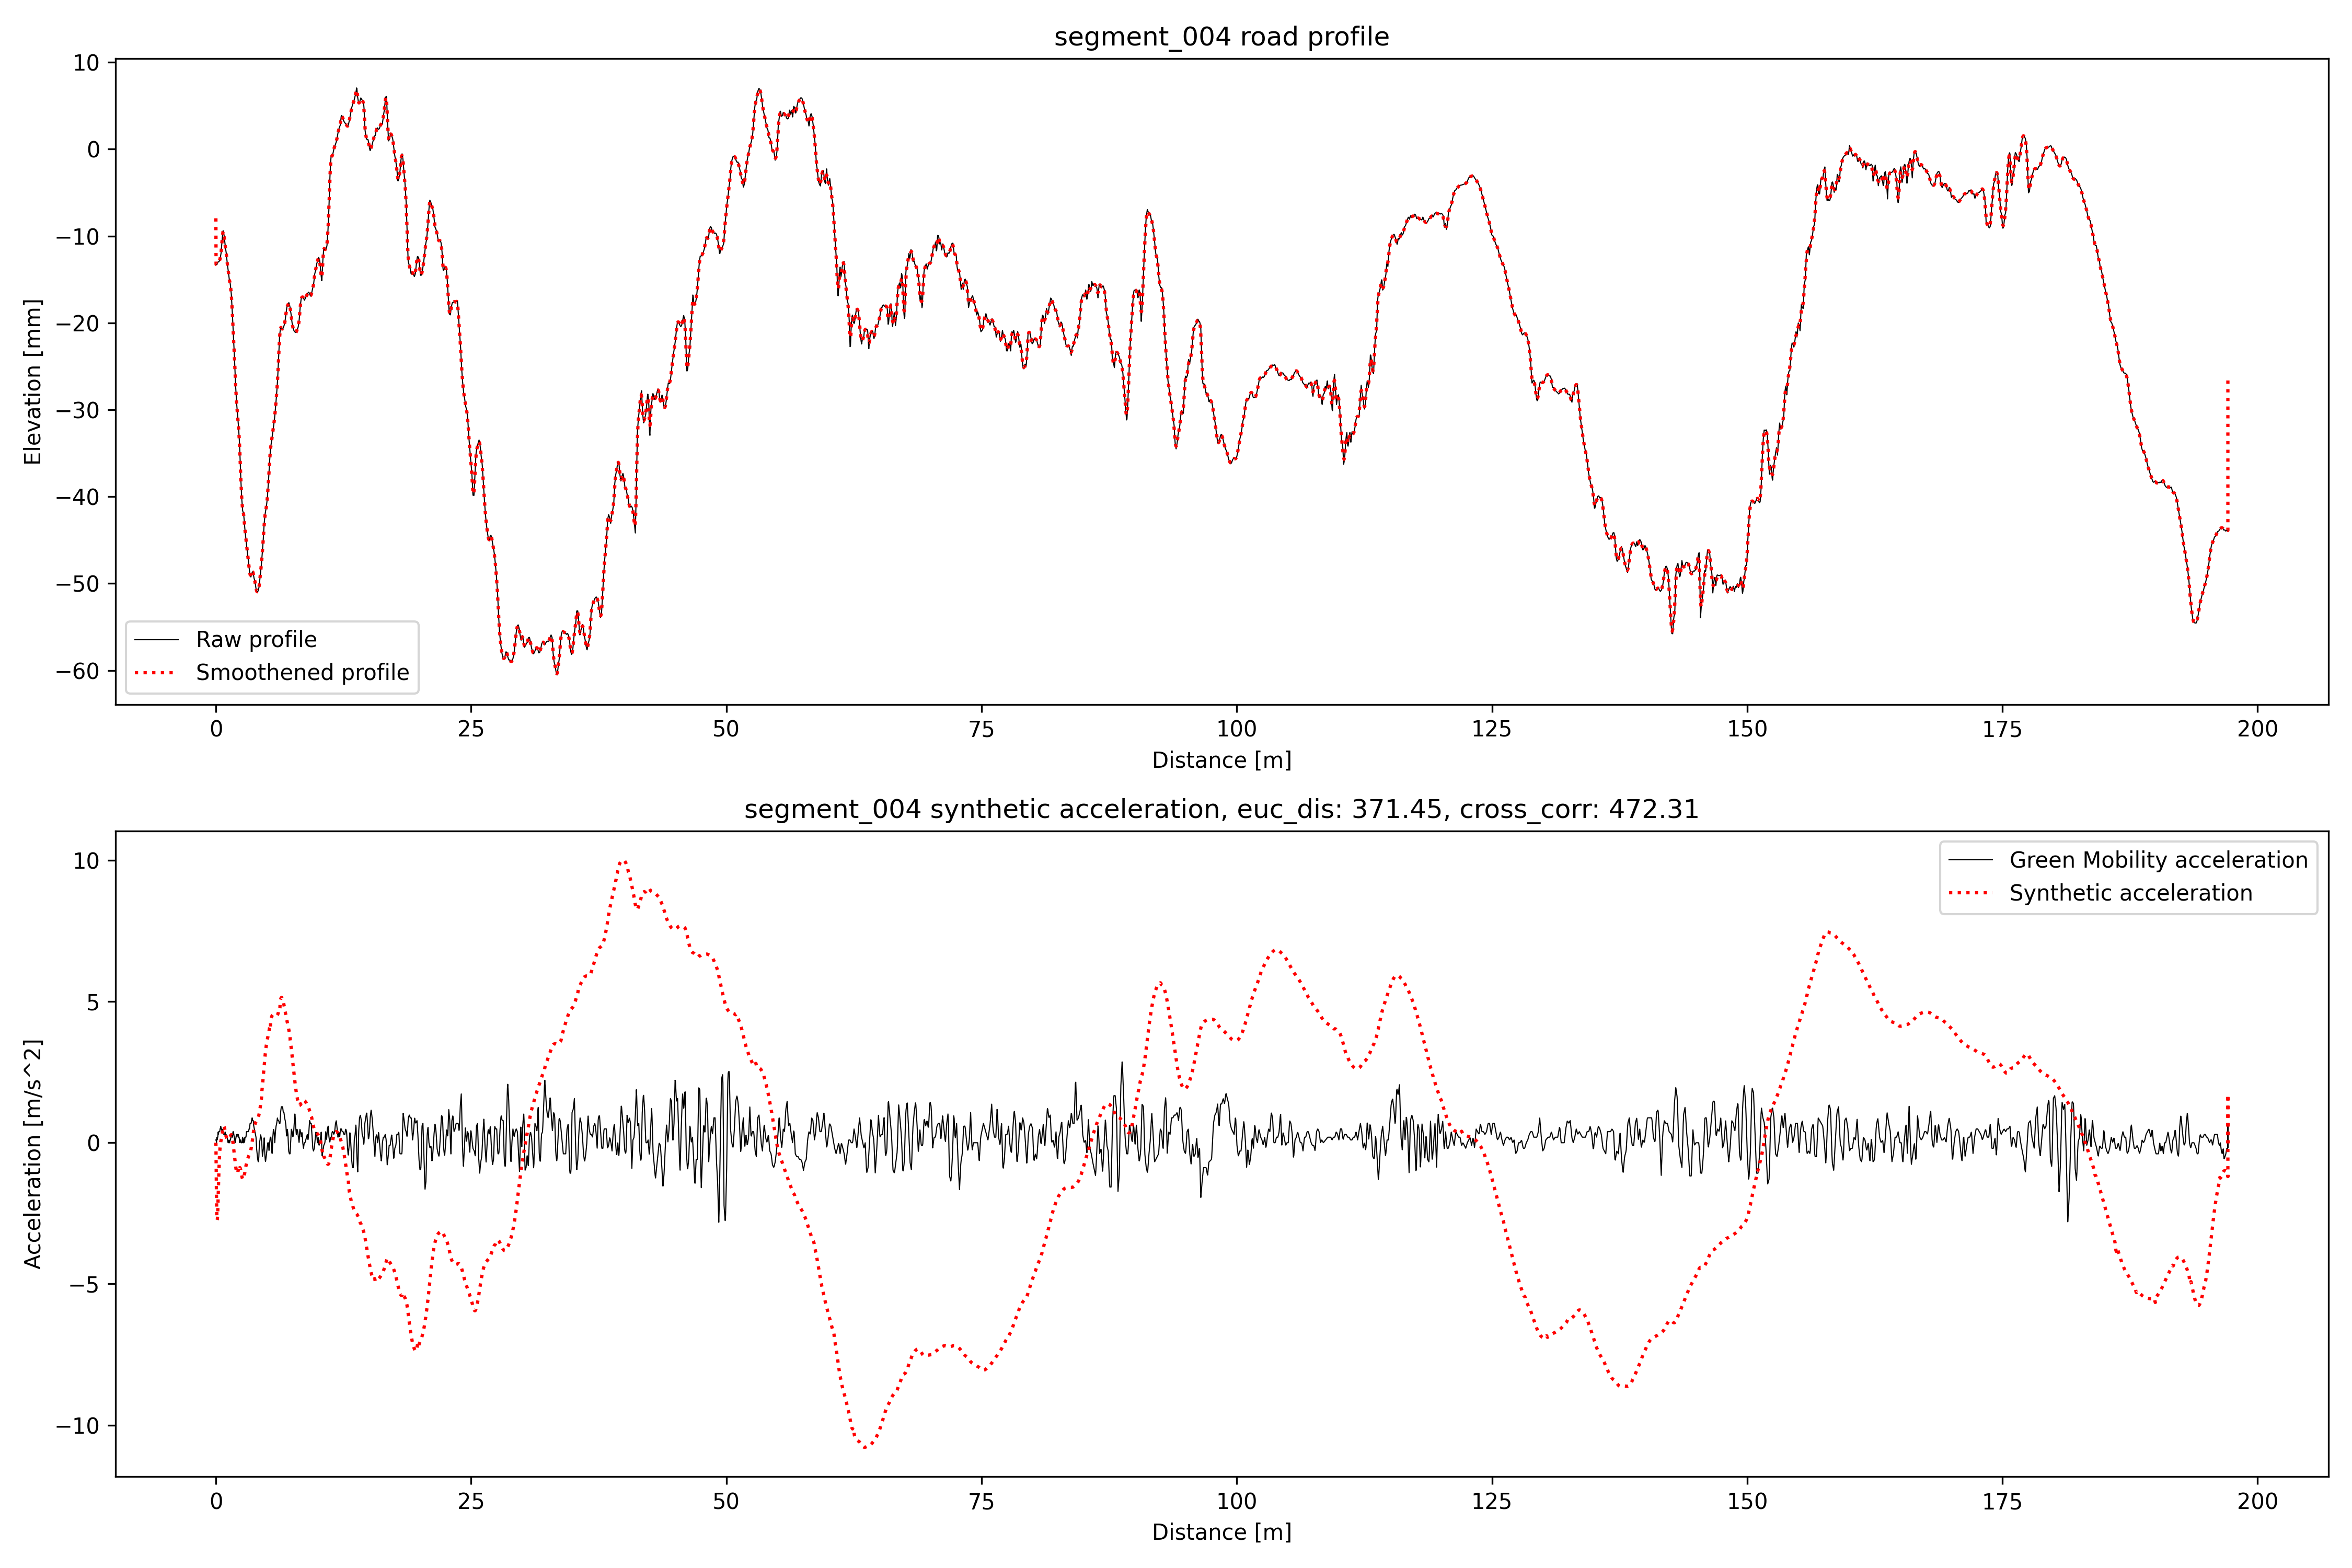 segment_004 road profile
10
0
−10
−20
−30
−40
−50
−60
Elevation [mm]
Raw profile
Smoothened profile
0 25 50 75 100 125 150 175 200
Distance [m]
segment_004 synthetic acceleration, euc_dis: 371.45, cross_corr: 472.31
10
5
0
−5
−10
Acceleration [m/s^2]
Green Mobility acceleration
Synthetic acceleration
0 25 50 75 100 125 150 175 200
Distance [m]